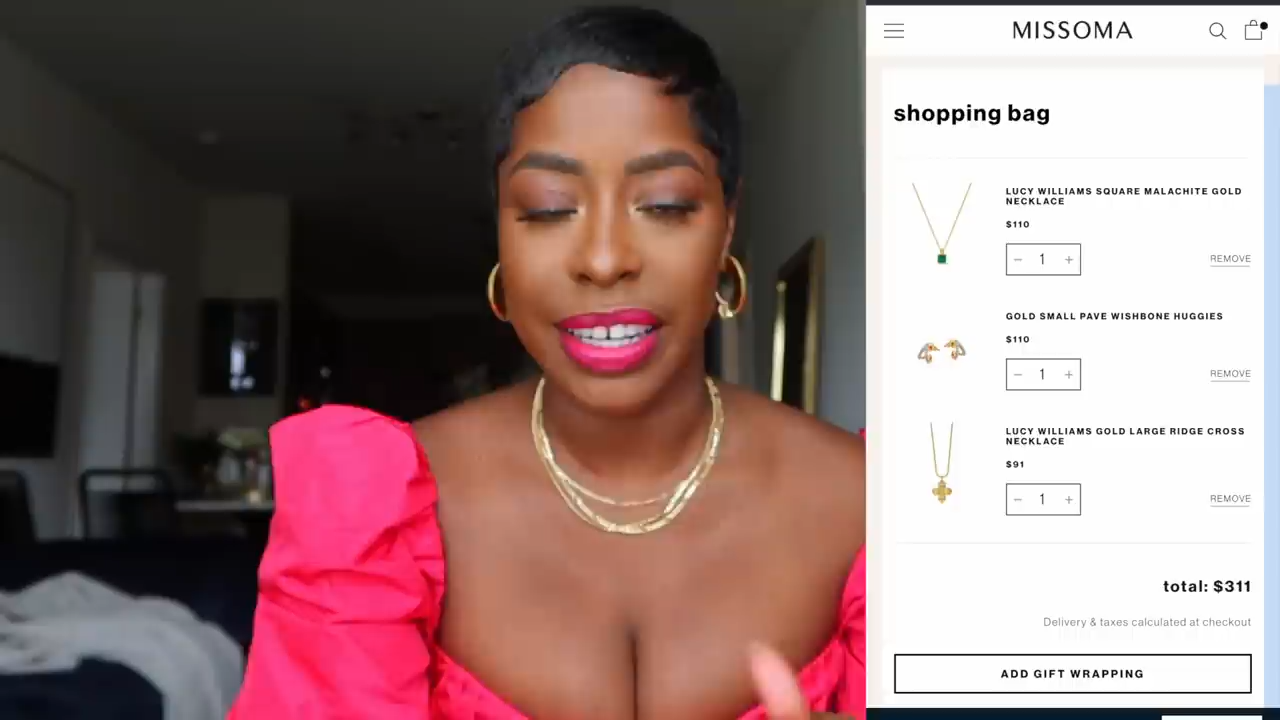 MISSOMA
shopping bag
LUCY WILLIAMS SQUARE MALACHITE GOLD
NECKLACE
$110
− 1 +
REMOVE
GOLD SMALL PAVE WISHBONE HUGGIES
$110
− 1 +
REMOVE
LUCY WILLIAMS GOLD LARGE RIDGE CROSS
NECKLACE
$91
− 1 +
REMOVE
total: $311
Delivery & taxes calculated at checkout
ADD GIFT WRAPPING